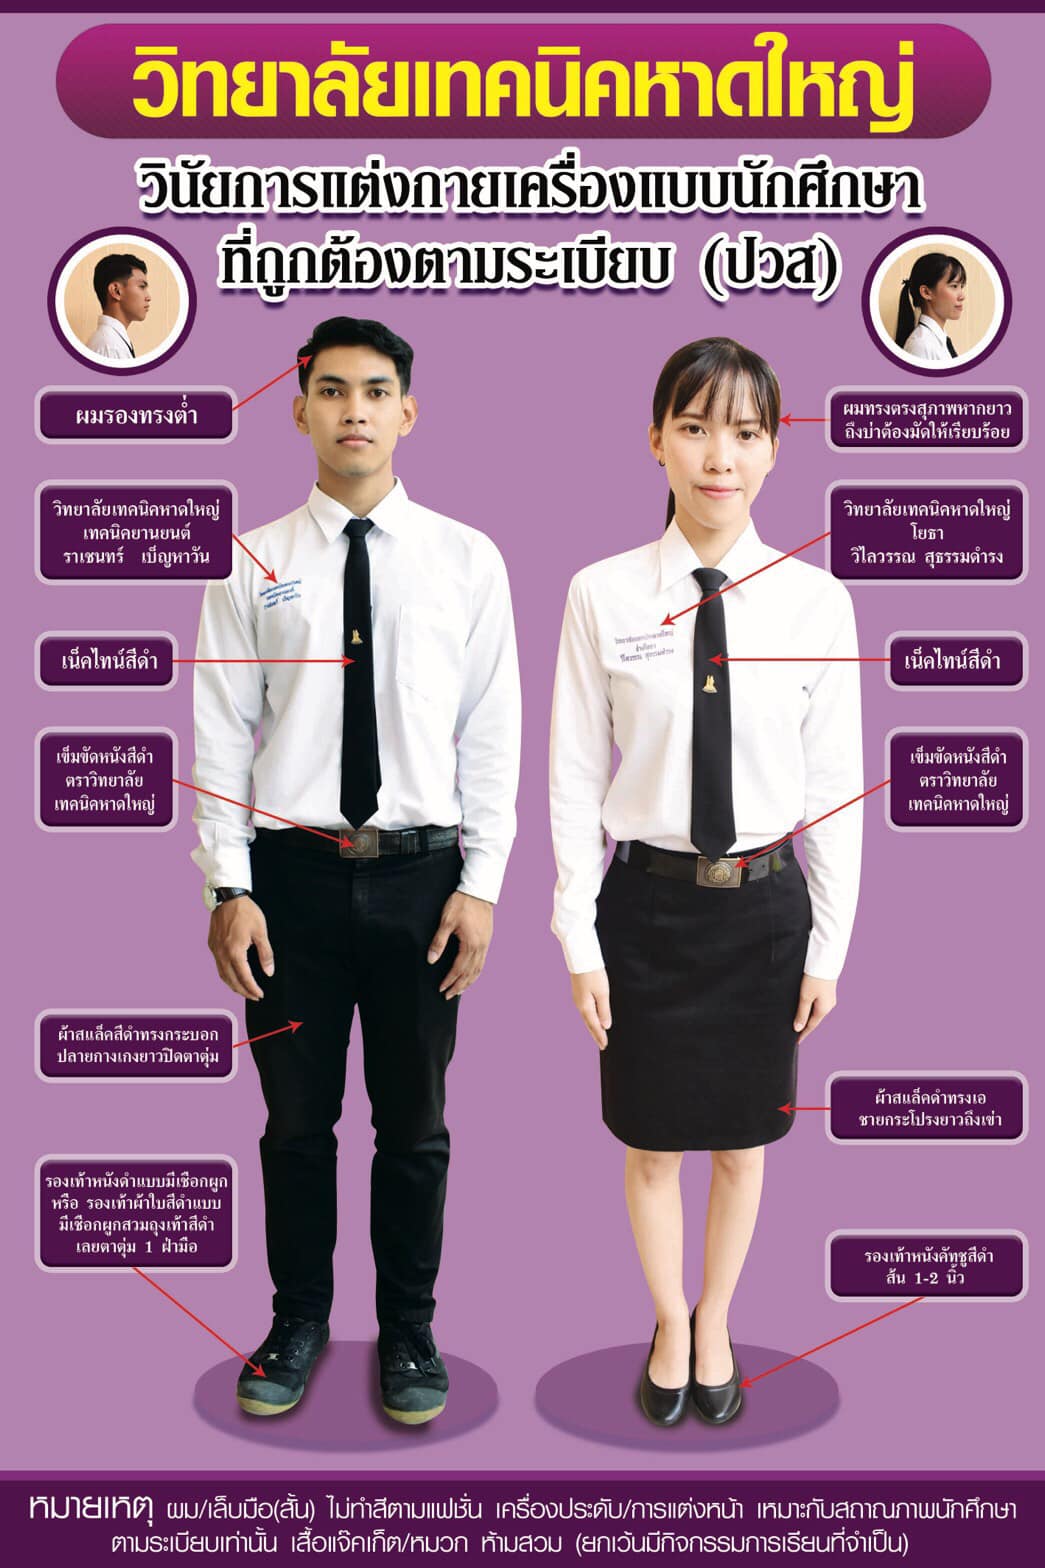 วิทยาลัยเทคนิคหาดใหญ่
วินัยการแต่งกายเครื่องแบบนักศึกษา
ที่ถูกต้องตามระเบียบ (ปวส)
ผมรองทรงต่ำ
วิทยาลัยเทคนิคหาดใหญ่
เทคนิคยานยนต์
ราเชนทร์ เบ็ญหาวัน
เน็คไทน์สีดำ
เข็มขัดหนังสีดำ
ตราวิทยาลัย
เทคนิคหาดใหญ่
ผ้าสแล็คสีดำทรงกระบอก
ปลายกางเกงยาวปิดตาตุ่ม
รองเท้าหนังดำแบบมีเชือกผูก
หรือ รองเท้าผ้าใบสีดำแบบ
มีเชือกผูกสวมถุงเท้าสีดำ
เลยตาตุ่ม 1 ฝ่ามือ
ผมทรงตรงสุภาพหากยาว
ถึงบ่าต้องมัดให้เรียบร้อย
วิทยาลัยเทคนิคหาดใหญ่
โยธา
วิไลวรรณ สุธรรมดำรง
เน็คไทน์สีดำ
เข็มขัดหนังสีดำ
ตราวิทยาลัย
เทคนิคหาดใหญ่
ผ้าสแล็คดำทรงเอ
ชายกระโปรงยาวถึงเข่า
รองเท้าหนังคัทชูสีดำ
ส้น 1-2 นิ้ว
หมายเหตุ ผม/เล็บมือ(สั้น) ไม่ทำสีตามแฟชั่น เครื่องประดับ/การแต่งหน้า เหมาะกับสถาณภาพนักศึกษา
ตามระเบียบเท่านั้น เสื้อแจ๊คเก็ต/หมวก ห้ามสวม (ยกเว้นมีกิจกรรมการเรียนที่จำเป็น)